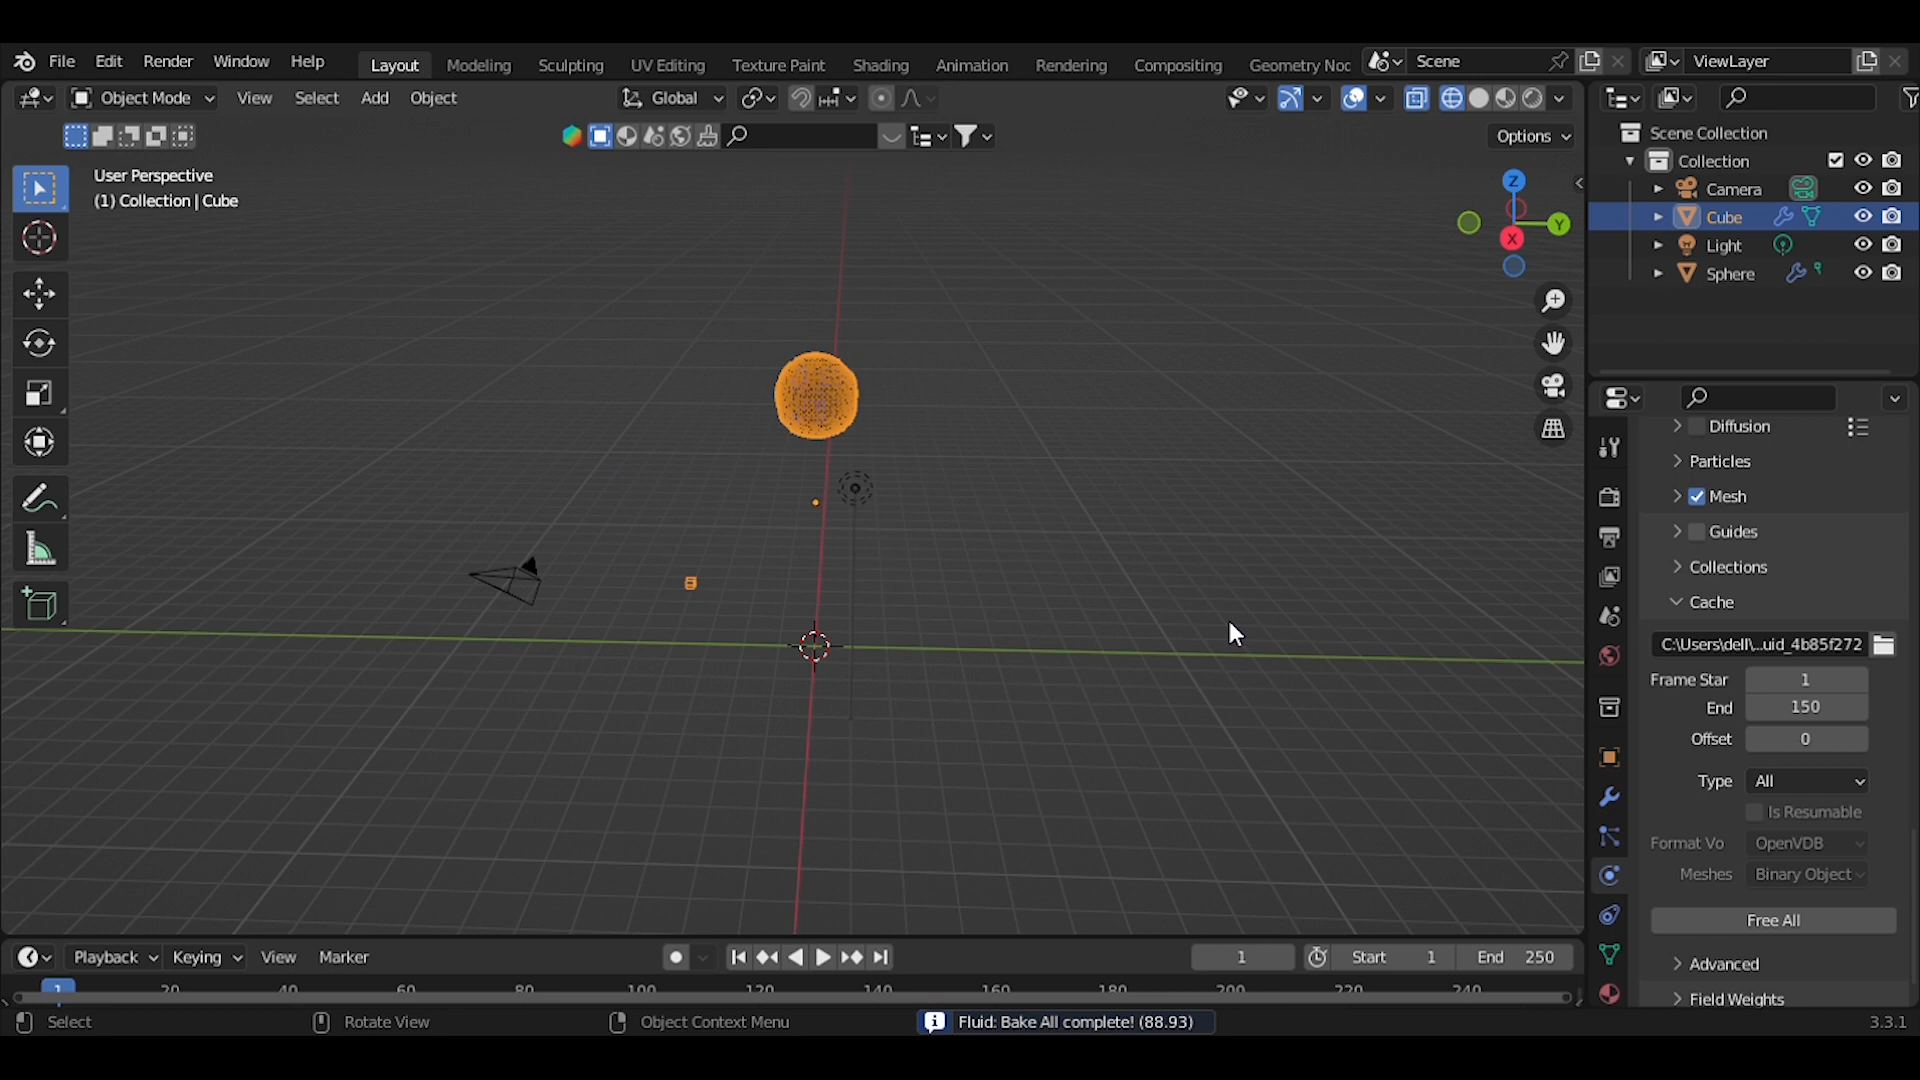 File Edit Render Window Help Layout Modeling Sculpting UV Editing Texture Paint Shading Animation Rendering Compositing Geometry Noc Scene ViewLayer
Object Mode View Select Add Object Global
Options
User Perspective
(1) Collection | Cube
Z
Y
X
Scene Collection
Collection
Camera
Cube
Light
Sphere
Diffusion
Particles
Mesh
Guides
Collections
Cache
C:\Users\dell\...uid_4b85f272
Frame Star 1
End 150
Offset 0
Type All
Is Resumable
Format Vo OpenVDB
Meshes Binary Object
Free All
Advanced
Field Weights
Playback Keying View Marker 1 Start 1 End 250
1 20 40 60 80 100 120 140 160 180 200 220 240
Select Rotate View Object Context Menu Fluid: Bake All complete! (88.93) 3.3.1